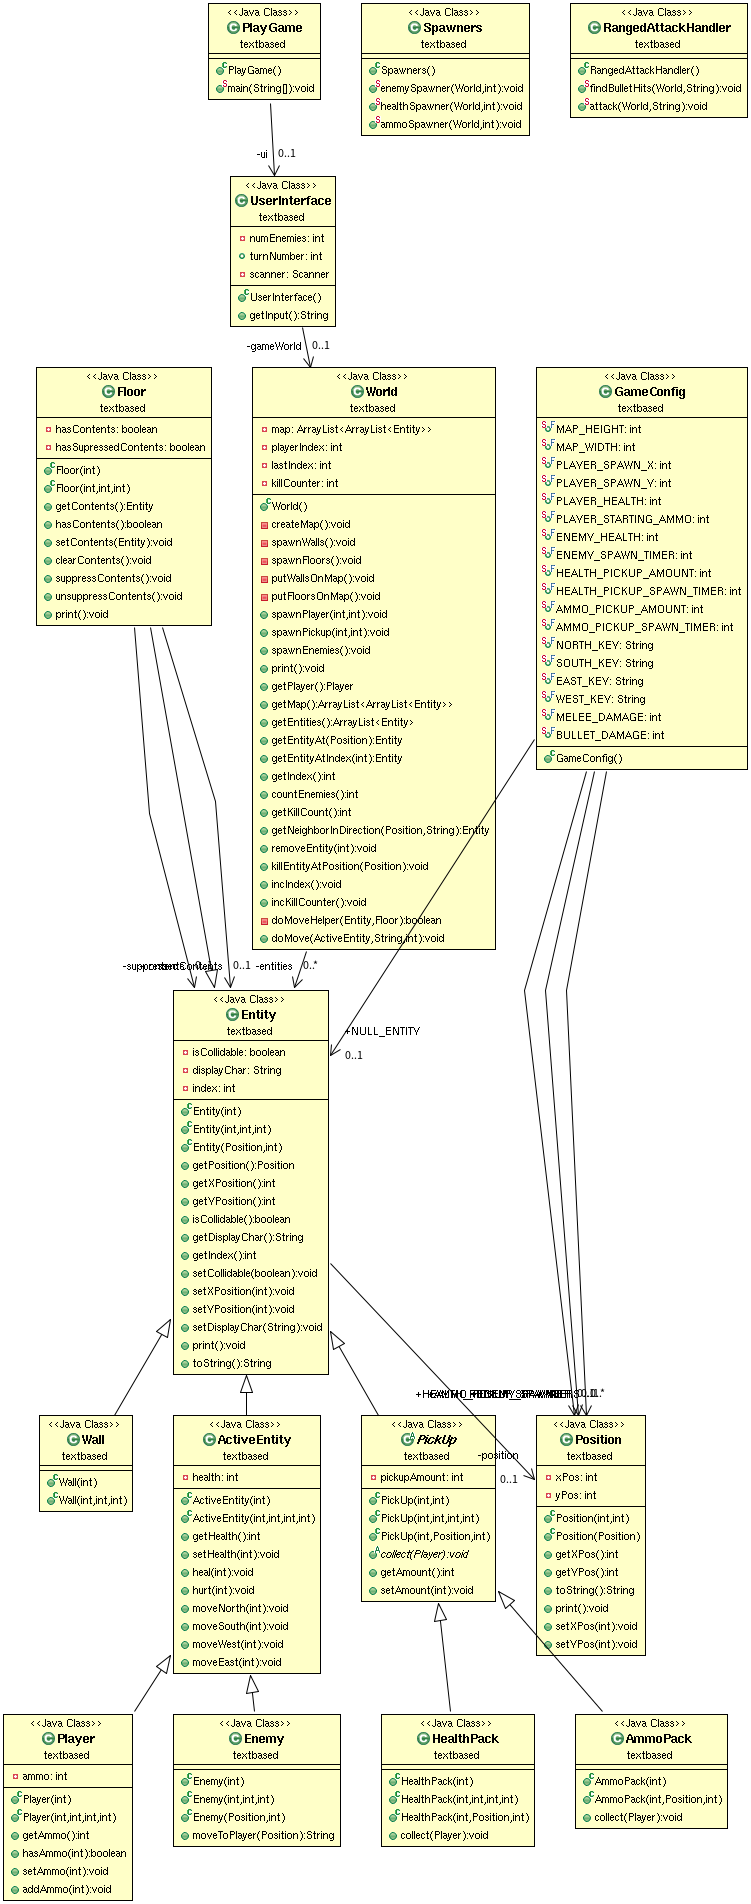 <<Java Class>>
PlayGame
textbased
PlayGame()
main(String[]):void
<<Java Class>>
Spawners
textbased
Spawners()
enemySpawner(World,int):void
healthSpawner(World,int):void
ammoSpawner(World,int):void
<<Java Class>>
RangedAttackHandler
textbased
RangedAttackHandler()
findBulletHits(World,String):void
attack(World,String):void
-ui
0..1
<<Java Class>>
UserInterface
textbased
numEnemies: int
turnNumber: int
scanner: Scanner
UserInterface()
getInput():String
-gameWorld
0..1
<<Java Class>>
Floor
textbased
hasContents: boolean
hasSupressedContents: boolean
Floor(int)
Floor(int,int,int)
getContents():Entity
hasContents():boolean
setContents(Entity):void
clearContents():void
suppressContents():void
unsuppressContents():void
print():void
<<Java Class>>
World
textbased
map: ArrayList<ArrayList<Entity>>
playerIndex: int
lastIndex: int
killCounter: int
World()
createMap():void
spawnWalls():void
spawnFloors():void
putWallsOnMap():void
putFloorsOnMap():void
spawnPlayer(int,int):void
spawnPickup(int,int):void
spawnEnemies():void
print():void
getPlayer():Player
getMap():ArrayList<ArrayList<Entity>>
getEntities():ArrayList<Entity>
getEntityAt(Position):Entity
getEntityAtIndex(int):Entity
getIndex():int
countEnemies():int
getKillCount():int
getNeighborInDirection(Position,String):Entity
removeEntity(int):void
killEntityAtPosition(Position):void
incIndex():void
incKillCounter():void
doMoveHelper(Entity,Floor):boolean
doMove(ActiveEntity,String,int):void
<<Java Class>>
GameConfig
textbased
MAP_HEIGHT: int
MAP_WIDTH: int
PLAYER_SPAWN_X: int
PLAYER_SPAWN_Y: int
PLAYER_HEALTH: int
PLAYER_STARTING_AMMO: int
ENEMY_HEALTH: int
ENEMY_SPAWN_TIMER: int
HEALTH_PICKUP_AMOUNT: int
HEALTH_PICKUP_SPAWN_TIMER: int
AMMO_PICKUP_AMOUNT: int
AMMO_PICKUP_SPAWN_TIMER: int
NORTH_KEY: String
SOUTH_KEY: String
EAST_KEY: String
WEST_KEY: String
MELEE_DAMAGE: int
BULLET_DAMAGE: int
GameConfig()
0..1
-entities
0..*
+NULL_ENTITY
0..1
<<Java Class>>
Entity
textbased
isCollidable: boolean
displayChar: String
index: int
Entity(int)
Entity(int,int,int)
Entity(Position,int)
getPosition():Position
getXPosition():int
getYPosition():int
isCollidable():boolean
getDisplayChar():String
getIndex():int
setCollidable(boolean):void
setXPosition(int):void
setYPosition(int):void
setDisplayChar(String):void
print():void
toString():String
-position
0..1
<<Java Class>>
Wall
textbased
Wall(int)
Wall(int,int,int)
<<Java Class>>
ActiveEntity
textbased
health: int
ActiveEntity(int)
ActiveEntity(int,int,int,int)
getHealth():int
setHealth(int):void
heal(int):void
hurt(int):void
moveNorth(int):void
moveSouth(int):void
moveWest(int):void
moveEast(int):void
<<Java Class>>
PickUp
textbased
pickupAmount: int
PickUp(int,int)
PickUp(int,int,int,int)
PickUp(int,Position,int)
collect(Player):void
getAmount():int
setAmount(int):void
<<Java Class>>
Position
textbased
xPos: int
yPos: int
Position(int,int)
Position(Position)
getXPos():int
getYPos():int
toString():String
print():void
setXPos(int):void
setYPos(int):void
<<Java Class>>
Player
textbased
ammo: int
Player(int)
Player(int,int,int,int)
getAmmo():int
hasAmmo(int):boolean
setAmmo(int):void
addAmmo(int):void
<<Java Class>>
Enemy
textbased
Enemy(int)
Enemy(int,int,int)
Enemy(Position,int)
moveToPlayer(Position):String
<<Java Class>>
HealthPack
textbased
HealthPack(int)
HealthPack(int,int,int,int)
HealthPack(int,Position,int)
collect(Player):void
<<Java Class>>
AmmoPack
textbased
AmmoPack(int)
AmmoPack(int,Position,int)
collect(Player):void